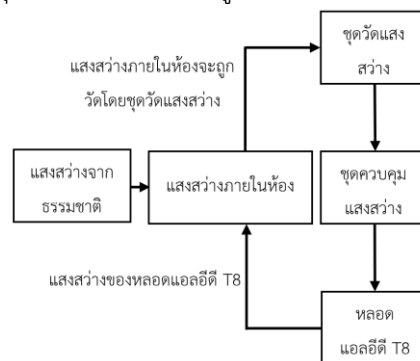 ชุดวัดแสง
สว่าง
แสงสว่างภายในห้องจะถูก
วัดโดยชุดวัดแสงสว่าง
แสงสว่างจาก
ธรรมชาติ
แสงสว่างภายในห้อง
ชุดควบคุม
แสงสว่าง
แสงสว่างของหลอดแอลอีดี T8
หลอด
แอลอีดี T8